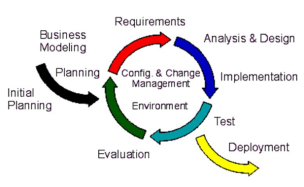 Requirements
Business
Modeling
Analysis & Design
Planning
Config. & Change
Management
Implementation
Initial
Planning
Environment
Test
Deployment
Evaluation